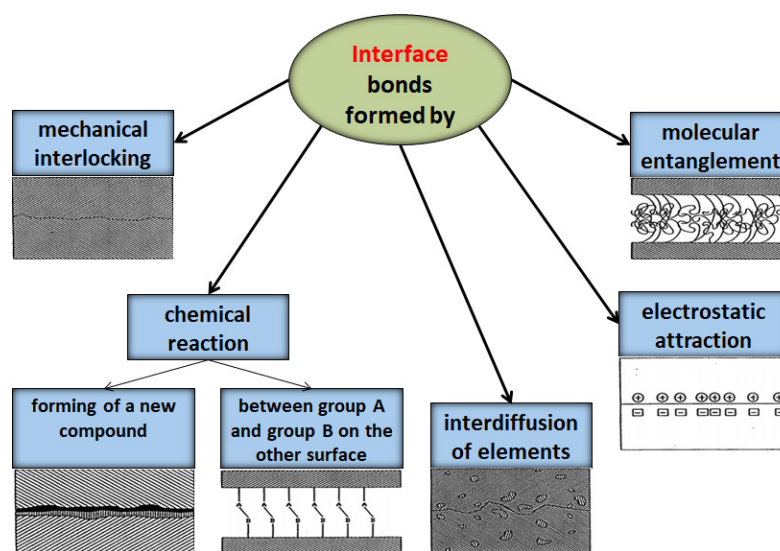 Interface
bonds
formed by
mechanical
interlocking
molecular
entanglement
chemical
reaction
electrostatic
attraction
forming of a new
compound
between group A
and group B on the
other surface
interdiffusion
of elements